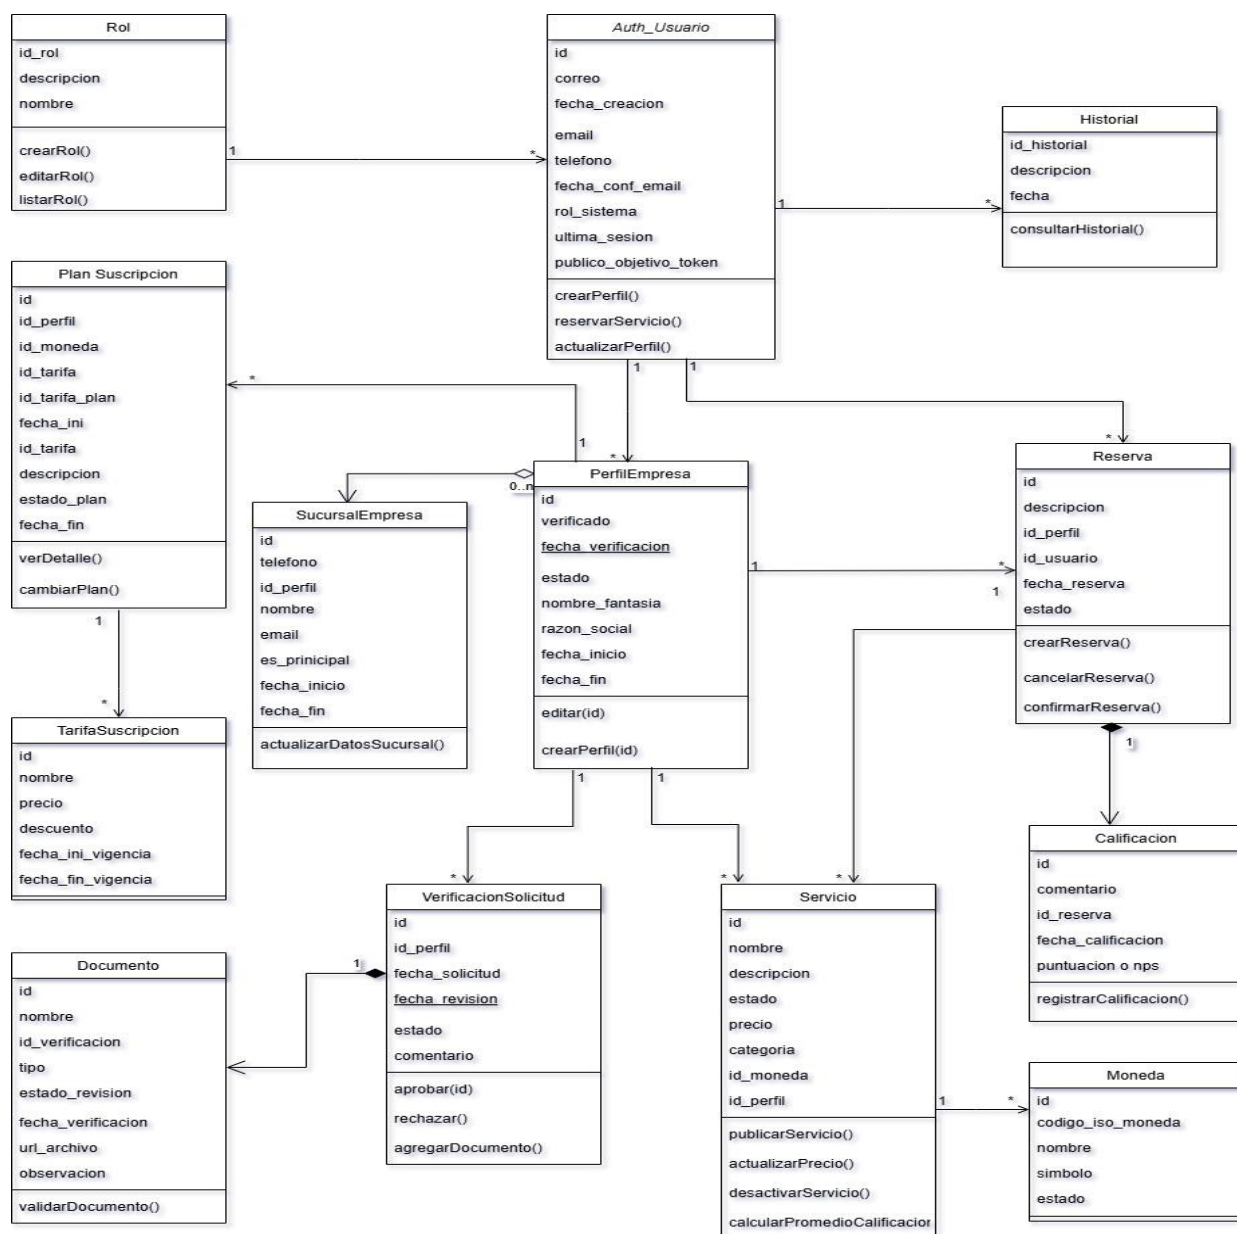 Rol
id_rol
descripcion
nombre
crearRol()
editarRol()
listarRol()
1
*
Auth_Usuario
id
correo
fecha_creacion
email
telefono
fecha_conf_email
rol_sistema
ultima_sesion
publico_objetivo_token
crearPerfil()
reservarServicio()
actualizarPerfil()
1
*
Historial
id_historial
descripcion
fecha
consultarHistorial()
Plan Suscripcion
id
id_perfil
id_moneda
id_tarifa
id_tarifa_plan
fecha_ini
id_tarifa
descripcion
estado_plan
fecha_fin
verDetalle()
cambiarPlan()
*
1
1
*
1
*
0..n
SucursalEmpresa
id
telefono
id_perfil
nombre
email
es_prinicipal
fecha_inicio
fecha_fin
actualizarDatosSucursal()
PerfilEmpresa
id
verificado
fecha_verificacion
estado
nombre_fantasia
razon_social
fecha_inicio
fecha_fin
editar(id)
crearPerfil(id)
1
*
1
Reserva
id
descripcion
id_perfil
id_usuario
fecha_reserva
estado
crearReserva()
cancelarReserva()
confirmarReserva()
1
1
*
TarifaSuscripcion
id
nombre
precio
descuento
fecha_ini_vigencia
fecha_fin_vigencia
1
1
*
*
*
Calificacion
id
comentario
id_reserva
fecha_calificacion
puntuacion o nps
registrarCalificacion()
VerificacionSolicitud
id
id_perfil
fecha_solicitud
fecha_revision
estado
comentario
aprobar(id)
rechazar()
agregarDocumento()
1
Documento
id
nombre
id_verificacion
tipo
estado_revision
fecha_verificacion
url_archivo
observacion
validarDocumento()
Servicio
id
nombre
descripcion
estado
precio
categoria
id_moneda
id_perfil
publicarServicio()
actualizarPrecio()
desactivarServicio()
calcularPromedioCalificacion
1
*
Moneda
id
codigo_iso_moneda
nombre
simbolo
estado